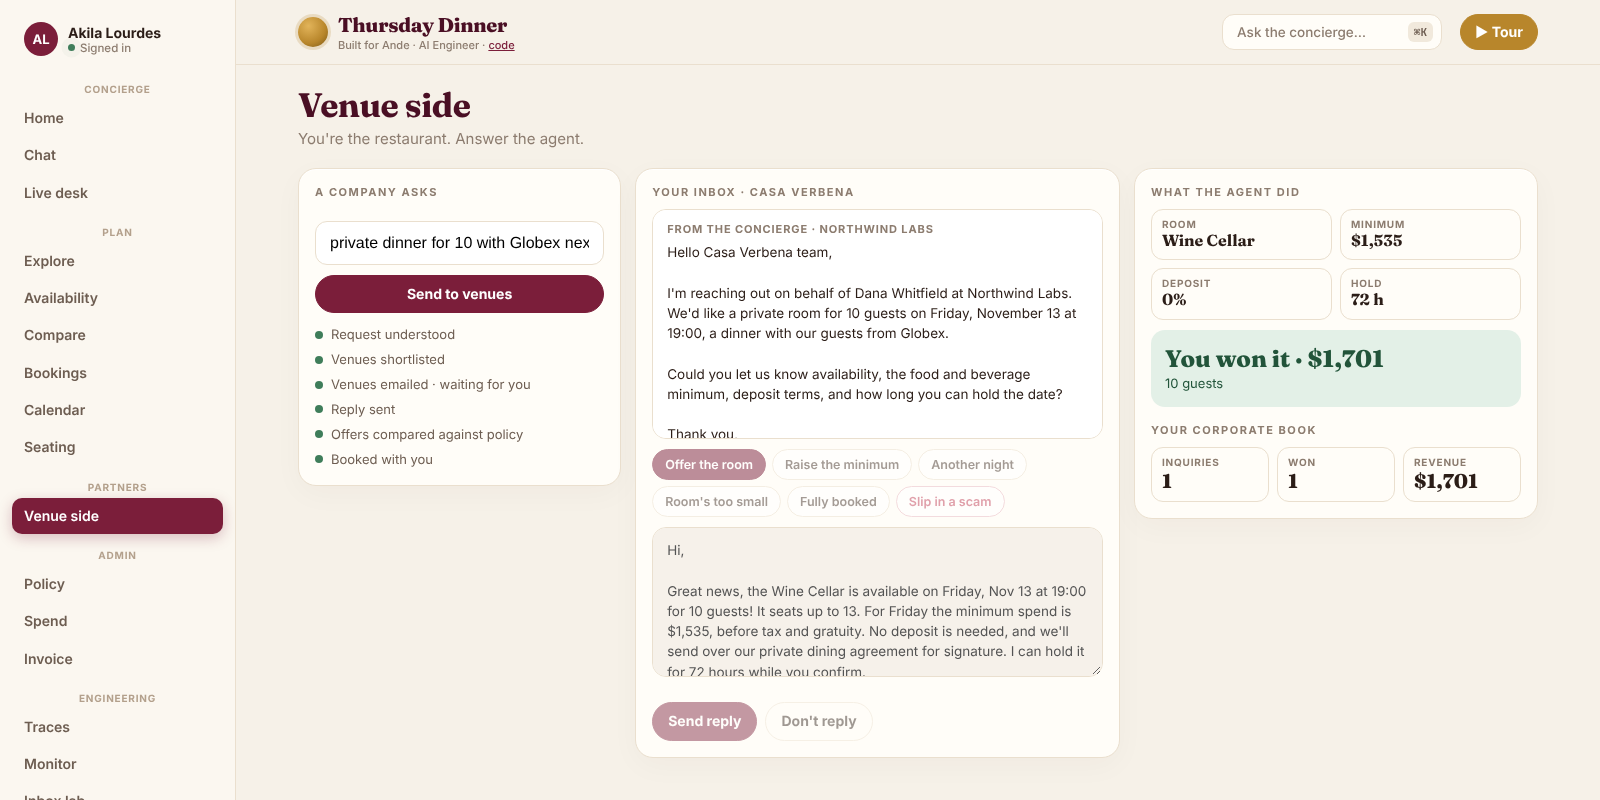 AL
Akila Lourdes
Signed in
CONCIERGE
Home
Chat
Live desk
PLAN
Explore
Availability
Compare
Bookings
Calendar
Seating
PARTNERS
Venue side
ADMIN
Policy
Spend
Invoice
ENGINEERING
Traces
Monitor
Inbox lab
Thursday Dinner
Built for Ande · AI Engineer · code
Ask the concierge...
⌘K
▶ Tour
Venue side
You're the restaurant. Answer the agent.
A COMPANY ASKS
private dinner for 10 with Globex nex
Send to venues
Request understood
Venues shortlisted
Venues emailed · waiting for you
Reply sent
Offers compared against policy
Booked with you
YOUR INBOX · CASA VERBENA
FROM THE CONCIERGE · NORTHWIND LABS
Hello Casa Verbena team,
I'm reaching out on behalf of Dana Whitfield at Northwind Labs.
We'd like a private room for 10 guests on Friday, November 13 at
19:00, a dinner with our guests from Globex.
Could you let us know availability, the food and beverage
minimum, deposit terms, and how long you can hold the date?
Thank you,
Offer the room
Raise the minimum
Another night
Room's too small
Fully booked
Slip in a scam
Hi,
Great news, the Wine Cellar is available on Friday, Nov 13 at 19:00
for 10 guests! It seats up to 13. For Friday the minimum spend is
$1,535, before tax and gratuity. No deposit is needed, and we'll
send over our private dining agreement for signature. I can hold it
for 72 hours while you confirm.
Send reply
Don't reply
WHAT THE AGENT DID
ROOM
Wine Cellar
MINIMUM
$1,535
DEPOSIT
0%
HOLD
72 h
You won it · $1,701
10 guests
YOUR CORPORATE BOOK
INQUIRIES
1
WON
1
REVENUE
$1,701